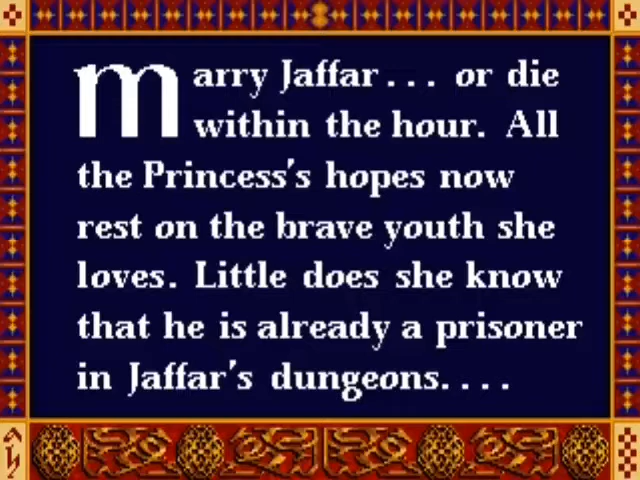 Marry Jaffar... or die
within the hour. All
the Princess's hopes now
rest on the brave youth she
loves. Little does she know
that he is already a prisoner
in Jaffar's dungeons....